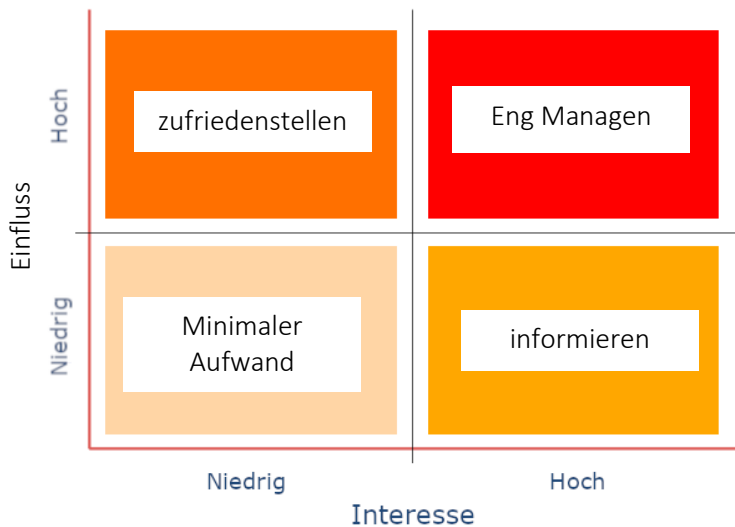 Einfluss
Hoch
Niedrig
zufriedenstellen
Eng Managen
Minimaler
Aufwand
informieren
Niedrig
Hoch
Interesse